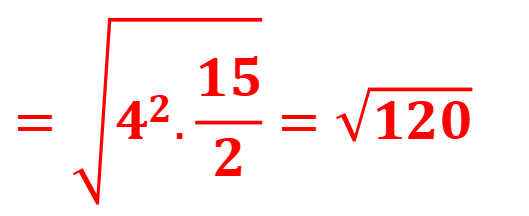 = √(4² . 15/2) = √120